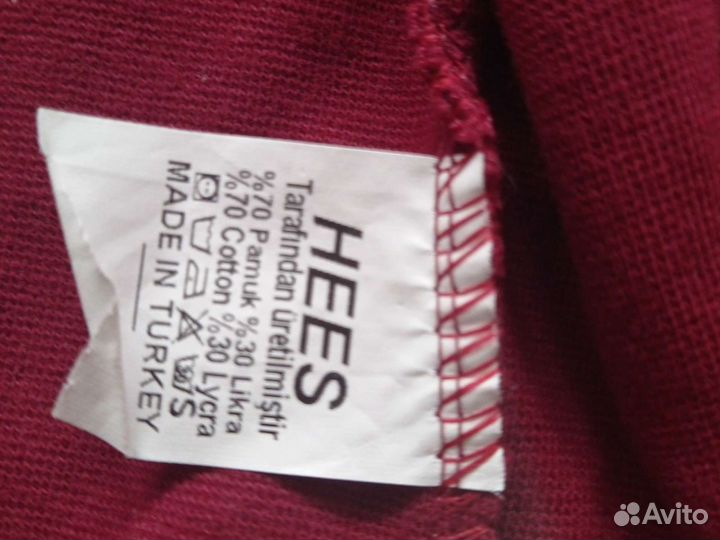 HEES
Tarafından üretilmiştir
%70 Pamuk %30 Likra
%70 Cotton %30 Lycra
S
MADE IN TURKEY
Avito